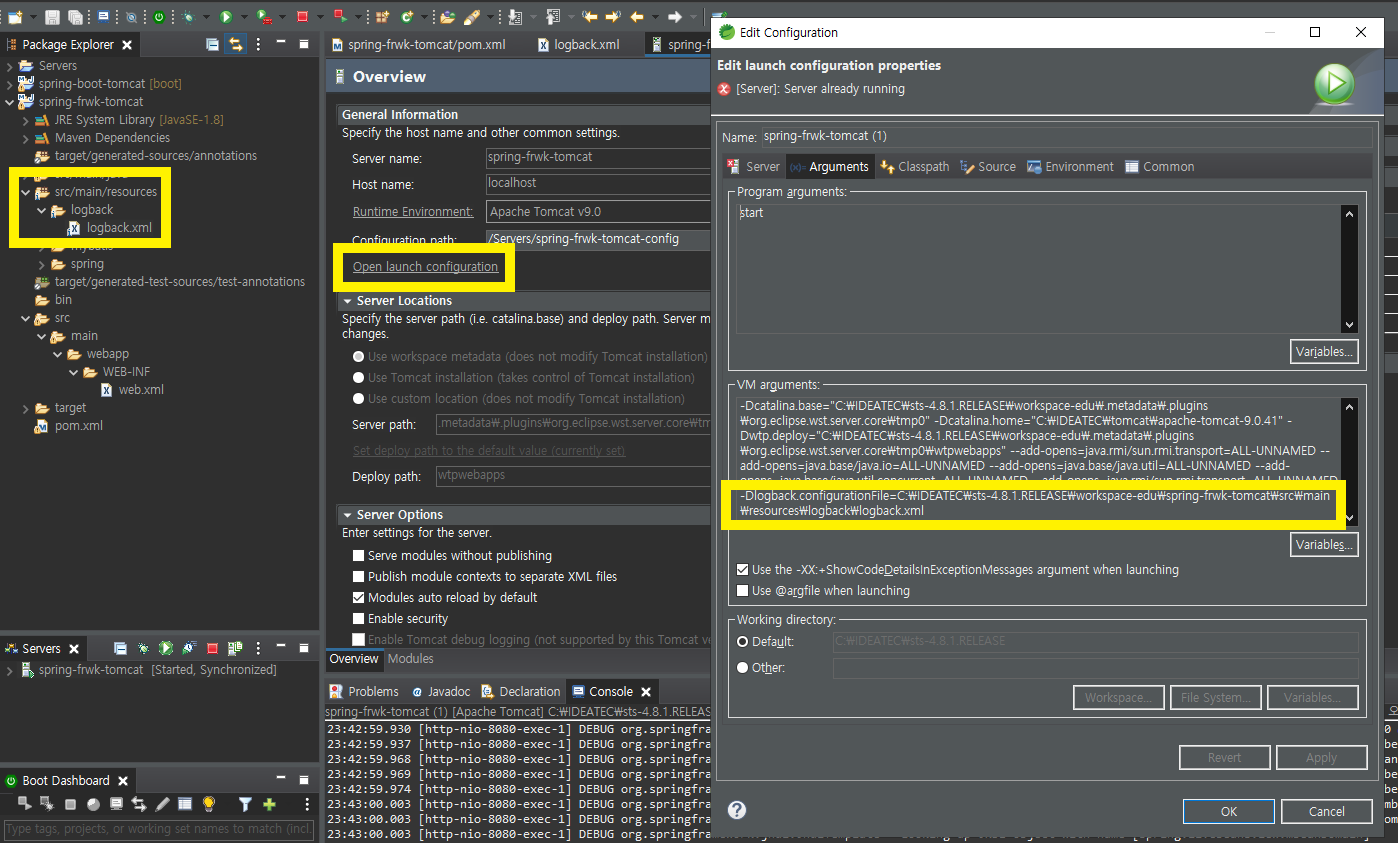 Package Explorer
Servers
spring-boot-tomcat [boot]
spring-frwk-tomcat
JRE System Library [JavaSE-1.8]
Maven Dependencies
target/generated-sources/annotations
src/main/resources
logback
logback.xml
spring
target/generated-test-sources/test-annotations
bin
src
main
webapp
WEB-INF
web.xml
target
pom.xml
Servers
spring-frwk-tomcat [Started, Synchronized]
Boot Dashboard
Type tags, projects, or working set names to match (incl.
spring-frwk-tomcat/pom.xml
logback.xml
spring-f
Overview
General Information
Specify the host name and other common settings.
Server name:
spring-frwk-tomcat
Host name:
localhost
Runtime Environment:
Apache Tomcat v9.0
Configuration path:
/Servers/spring-frwk-tomcat-config
Open launch configuration
Server Locations
Specify the server path (i.e. catalina.base) and deploy path. Server m
changes.
Use workspace metadata (does not modify Tomcat installation)
Use Tomcat installation (takes control of Tomcat installation)
Use custom location (does not modify Tomcat installation)
Server path:
.metadata₩.plugins₩org.eclipse.wst.server.core₩tm
Set deploy path to the default value (currently set)
Deploy path:
wtpwebapps
Server Options
Enter settings for the server.
Serve modules without publishing
Publish module contexts to separate XML files
Modules auto reload by default
Enable security
Enable Tomcat debug logging (not supported by this Tomcat ve
Overview
Modules
Problems
Javadoc
Declaration
Console
spring-frwk-tomcat (1) [Apache Tomcat] C:₩IDEATEC₩sts-4.8.1.RELEAS
23:42:59.930 [http-nio-8080-exec-1] DEBUG org.springfra
23:42:59.937 [http-nio-8080-exec-1] DEBUG org.springfra
23:42:59.968 [http-nio-8080-exec-1] DEBUG org.springfra
23:42:59.969 [http-nio-8080-exec-1] DEBUG org.springfra
23:42:59.974 [http-nio-8080-exec-1] DEBUG org.springfra
23:43:00.003 [http-nio-8080-exec-1] DEBUG org.springfra
23:43:00.003 [http-nio-8080-exec-1] DEBUG org.springfra
23:43:00.003 [http-nio-8080-exec-1] DEBUG
Edit Configuration
Edit launch configuration properties
[Server]: Server already running
Name:
spring-frwk-tomcat (1)
Server
Arguments
Classpath
Source
Environment
Common
Program arguments:
start
Variables...
VM arguments:
-Dcatalina.base="C:₩IDEATEC₩sts-4.8.1.RELEASE₩workspace-edu₩.metadata₩.plugins
₩org.eclipse.wst.server.core₩tmp0" -Dcatalina.home="C:₩IDEATEC₩tomcat₩apache-tomcat-9.0.41" -
Dwtp.deploy="C:₩IDEATEC₩sts-4.8.1.RELEASE₩workspace-edu₩.metadata₩.plugins
₩org.eclipse.wst.server.core₩tmp0₩wtpwebapps" --add-opens=java.rmi/sun.rmi.transport=ALL-UNNAMED --
add-opens=java.base/java.io=ALL-UNNAMED --add-opens=java.base/java.util=ALL-UNNAMED --add-
opens=java.base/java.util.concurrent=ALL-UNNAMED --add-opens=java.rmi/sun.rmi.transport=ALL-UNNAMED
-Dlogback.configurationFile=C:₩IDEATEC₩sts-4.8.1.RELEASE₩workspace-edu₩spring-frwk-tomcat₩src₩main
₩resources₩logback₩logback.xml
Variables...
Use the -XX:+ShowCodeDetailsInExceptionMessages argument when launching
Use @argfile when launching
Working directory:
Default:
C:₩IDEATEC₩sts-4.8.1.RELEASE
Other:
Workspace...
File System...
Variables...
Revert
Apply
OK
Cancel